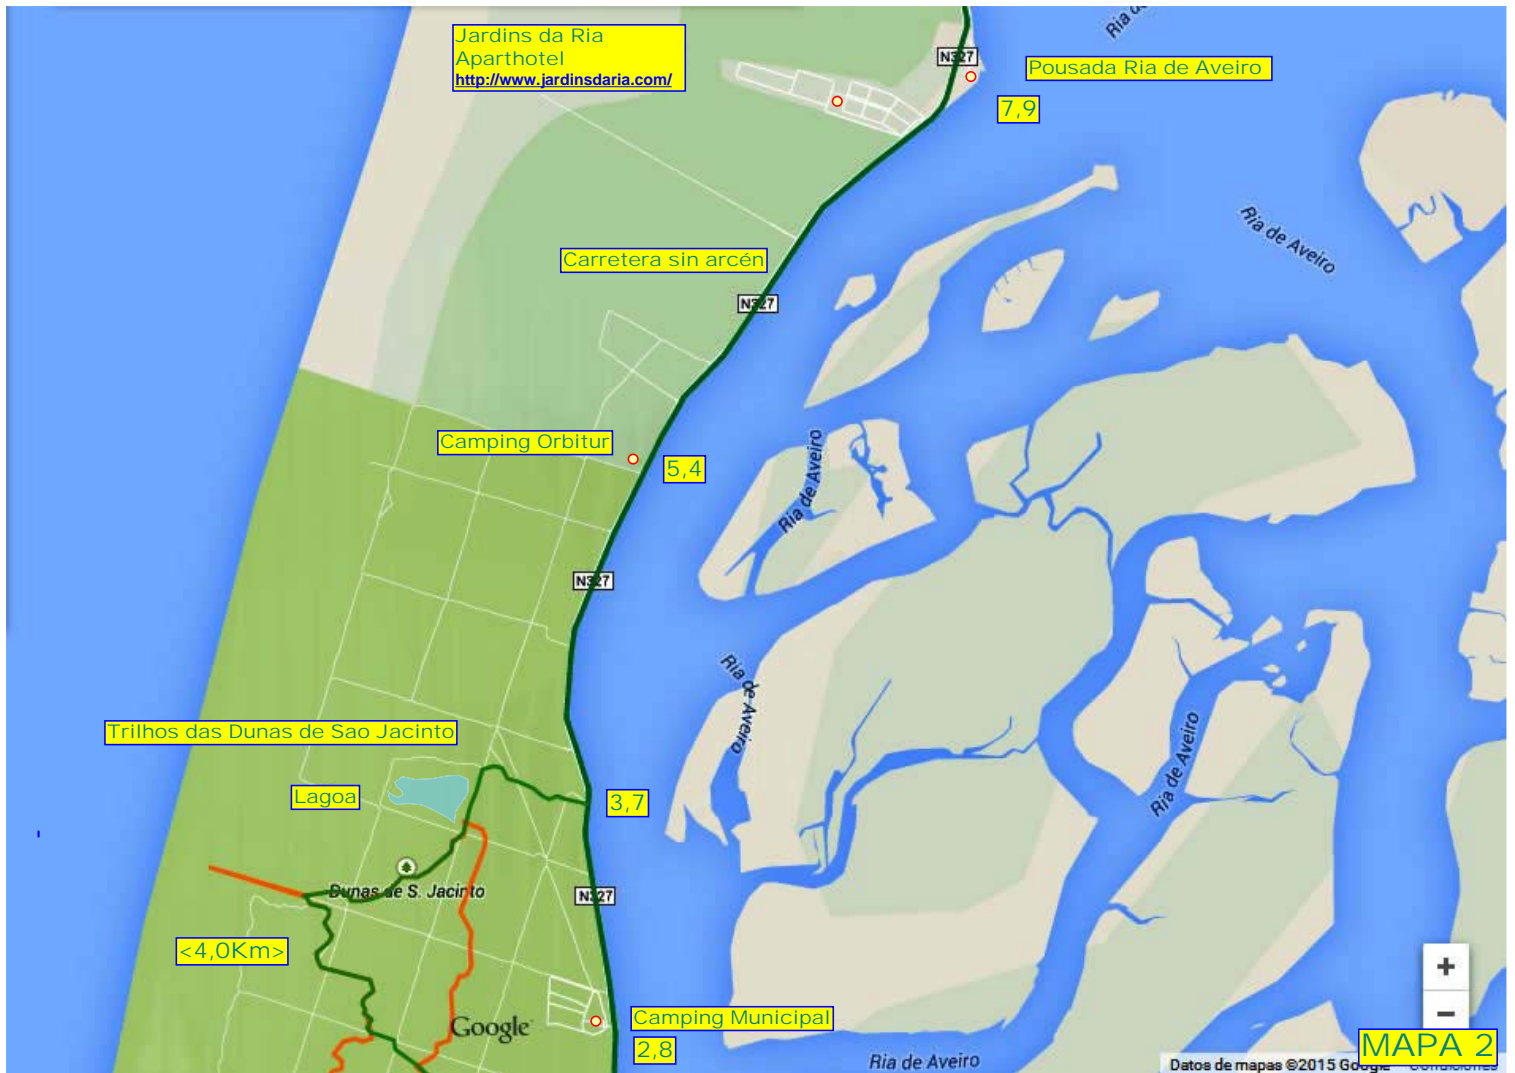 Ria d
Jardins da Ria
Aparthotel
http://www.jardinsdaria.com/
N327
Pousada Ria de Aveiro
7,9
Ria de Aveiro
Carretera sin arcén
N327
Camping Orbitur
5,4
Ria de Aveiro
N327
Ria de Aveiro
Trilhos das Dunas de Sao Jacinto
Ria de Aveiro
Lagoa
3,7
Dunas de S. Jacinto
N327
<4,0Km>
+
−
Google
Camping Municipal
2,8
Ria de Aveiro
MAPA 2
Datos de mapas ©2015 Google
Condiciones